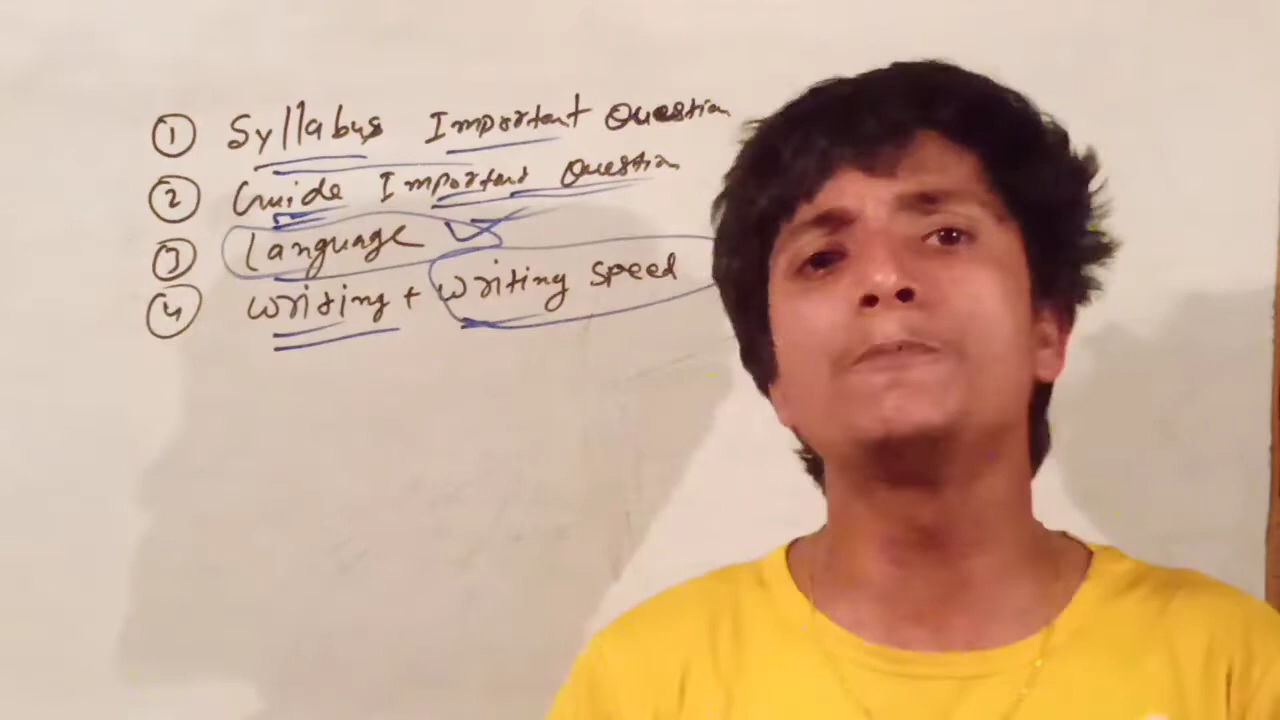 1 Syllabus Important Question
2 Guide Important Question
3 Language
4 writing + writing speed